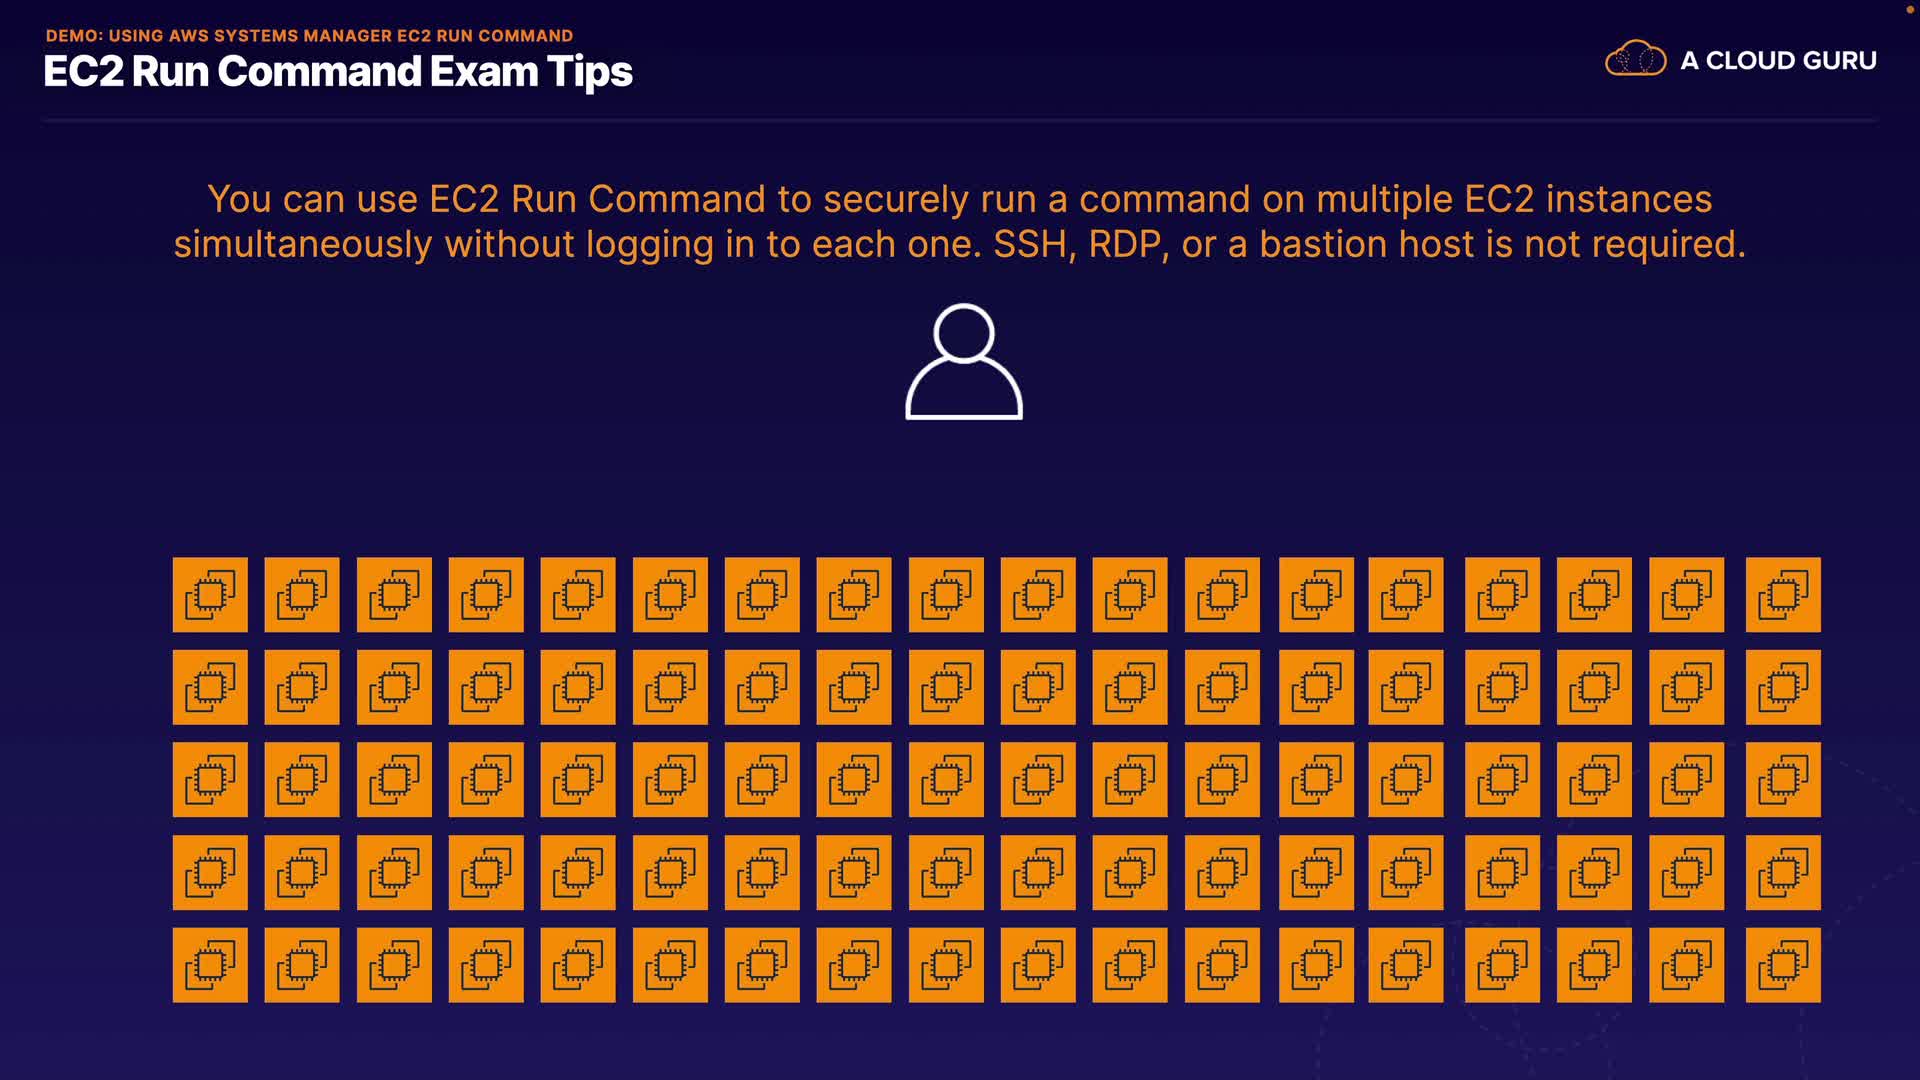 DEMO: USING AWS SYSTEMS MANAGER EC2 RUN COMMAND
EC2 Run Command Exam Tips
A CLOUD GURU
You can use EC2 Run Command to securely run a command on multiple EC2 instances
simultaneously without logging in to each one. SSH, RDP, or a bastion host is not required.